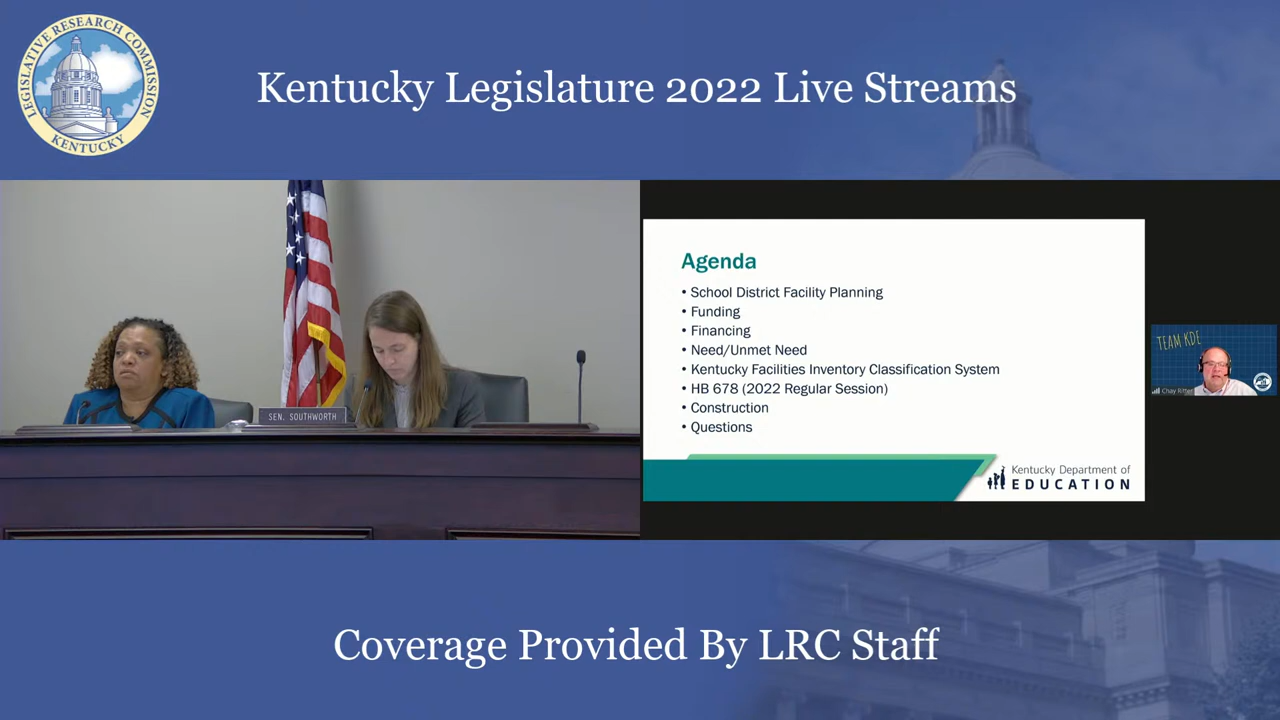 LEGISLATIVE RESEARCH COMMISSION
KENTUCKY
Kentucky Legislature 2022 Live Streams
SEN. SOUTHWORTH
Agenda
• School District Facility Planning
• Funding
• Financing
• Need/Unmet Need
• Kentucky Facilities Inventory Classification System
• HB 678 (2022 Regular Session)
• Construction
• Questions
Kentucky Department of
EDUCATION
TEAM KDE
Chay Ritter
Coverage Provided By LRC Staff